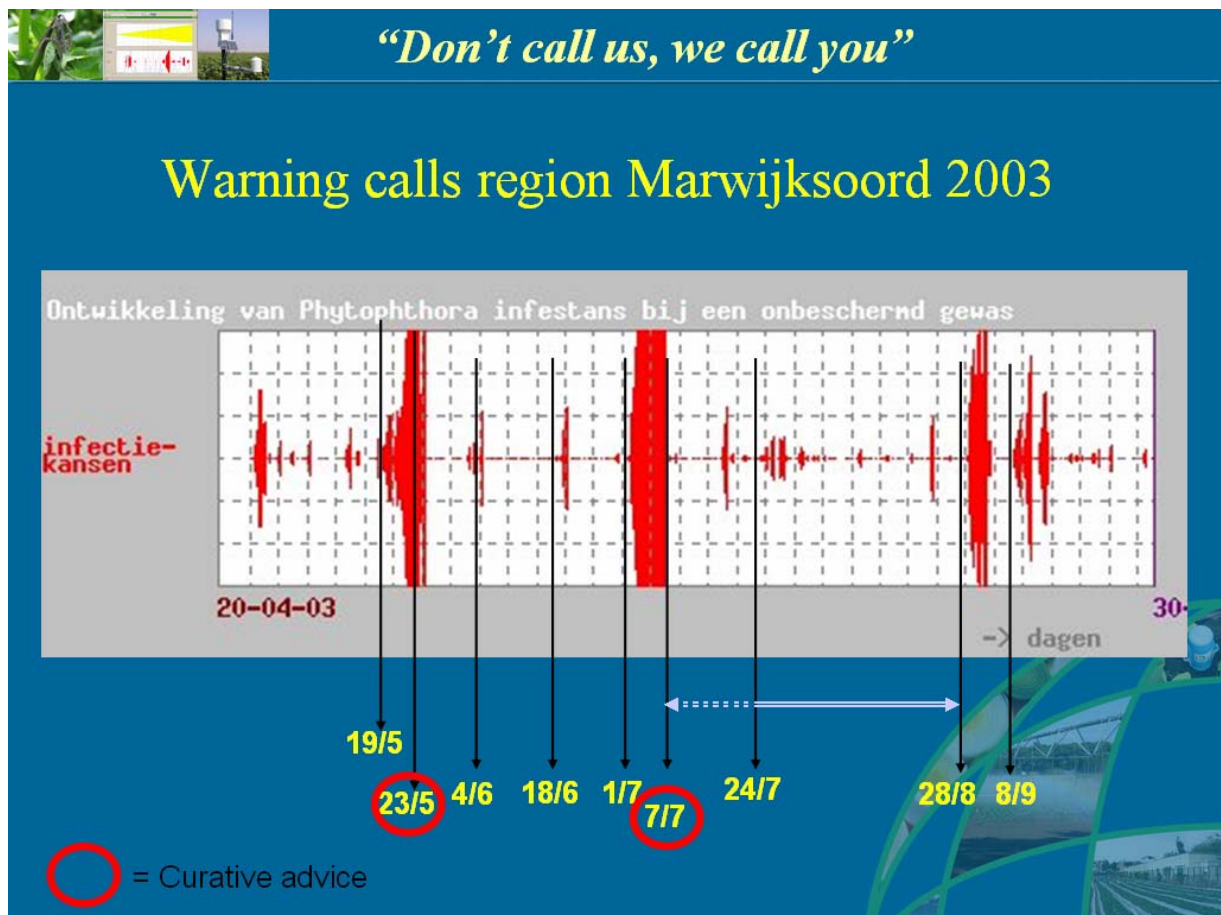 “Don’t call us, we call you”
Warning calls region Marwijksoord 2003
Ontwikkeling van Phytophthora infestans bij een onbeschermd gewas
infectie-
kansen
20-04-03
30-
-> dagen
19/5
23/5
4/6
18/6
1/7
7/7
24/7
28/8
8/9
= Curative advice